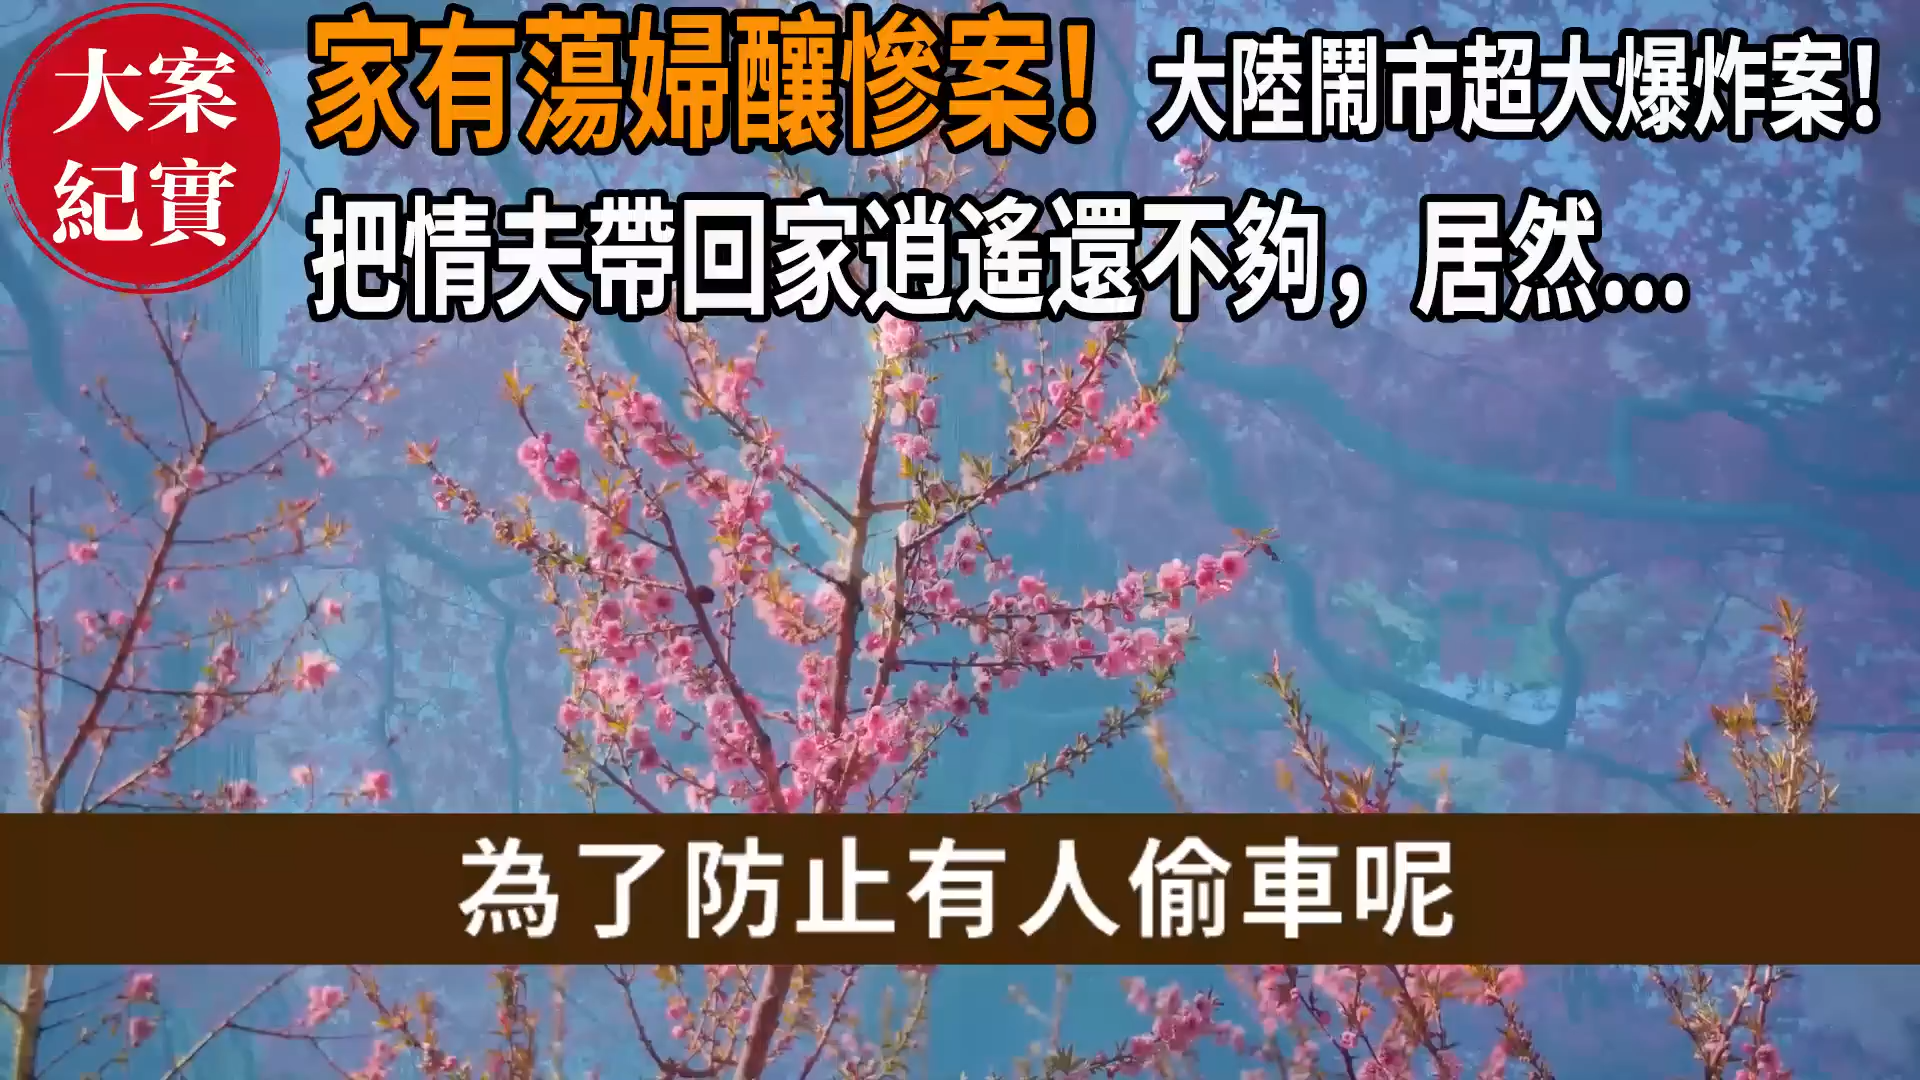 大案
紀實
家有蕩婦釀慘案！ 大陸鬧市超大爆炸案！
把情夫帶回家逍遙還不夠，居然...
為了防止有人偷車呢